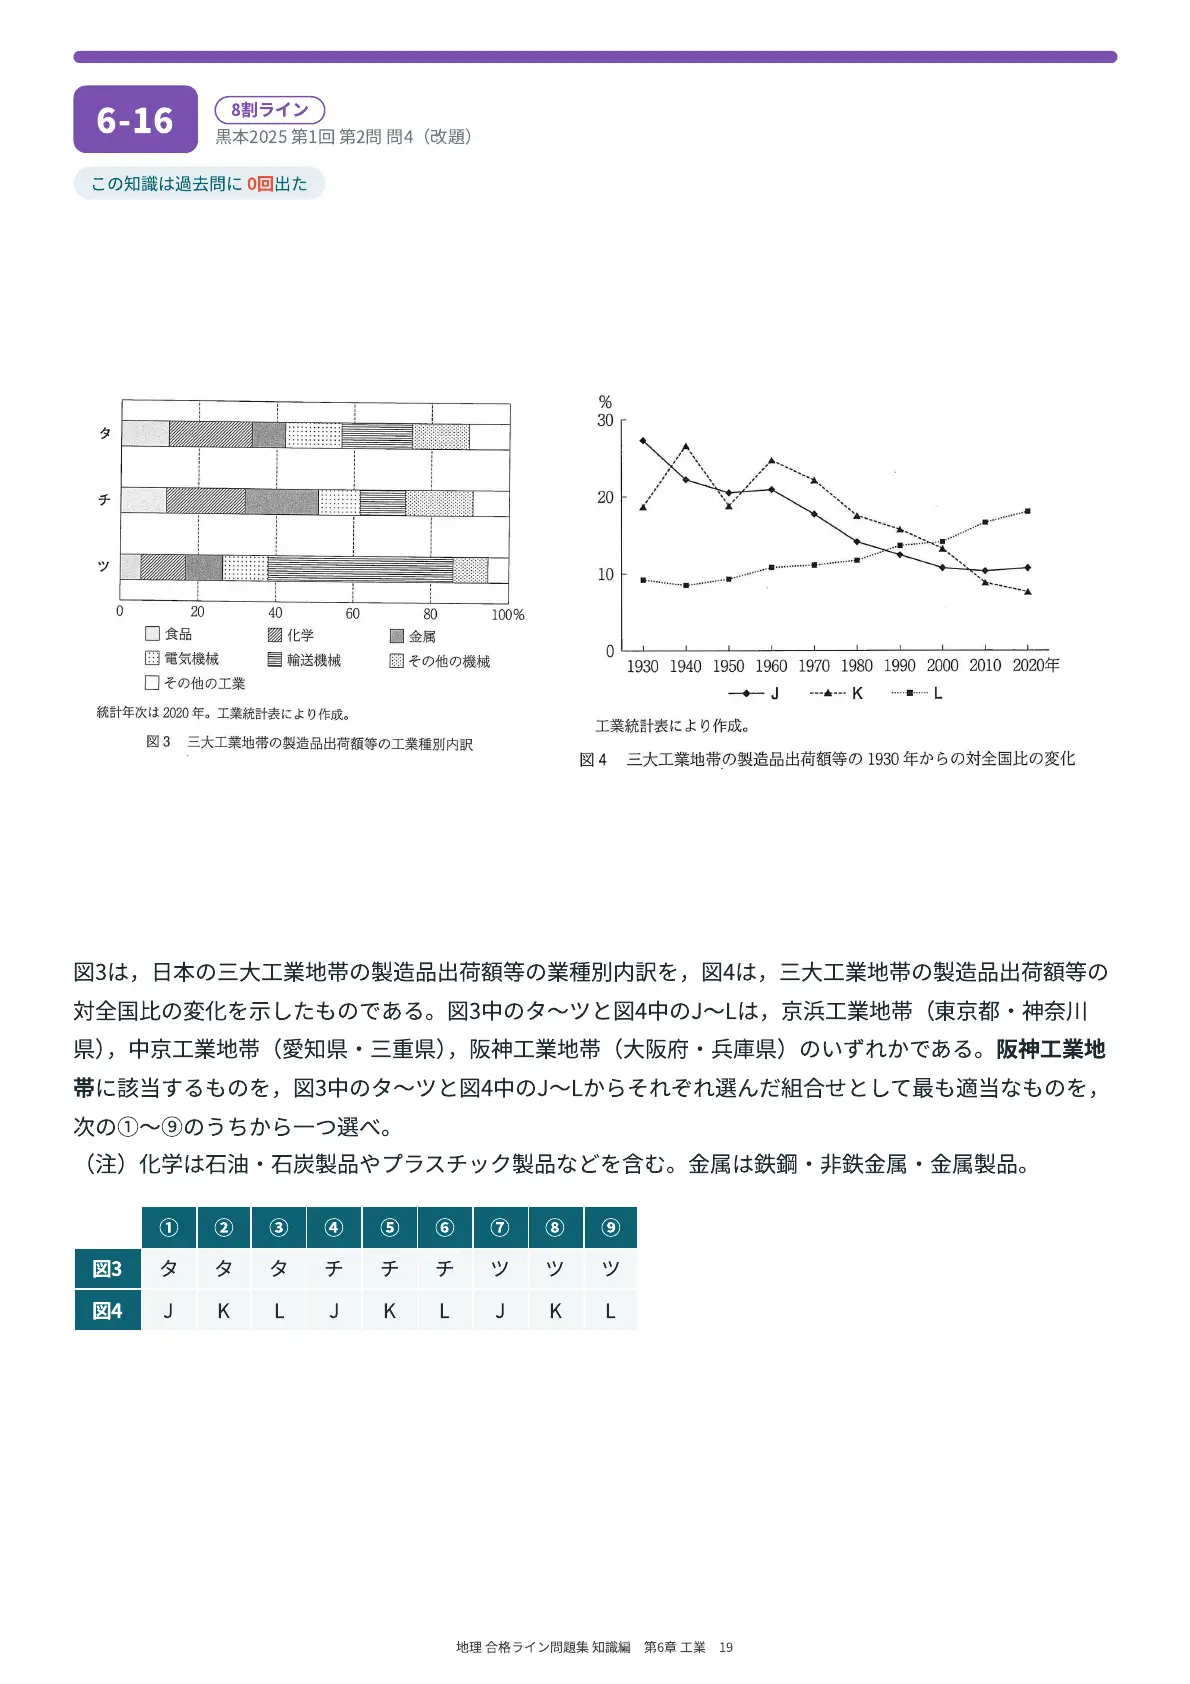 6-16
8割ライン
黒本2025 第1回 第2問 問4（改題）
この知識は過去問に 0回出た
タ
チ
ツ
0 20 40 60 80 100%
食品 化学 金属
電気機械 輸送機械 その他の機械
その他の工業
統計年次は 2020 年。工業統計表により作成。
図 3 三大工業地帯の製造品出荷額等の工業種別内訳
%
30
20
10
0
1930 1940 1950 1960 1970 1980 1990 2000 2010 2020年
J K L
工業統計表により作成。
図 4 三大工業地帯の製造品出荷額等の 1930 年からの対全国比の変化
図3は，日本の三大工業地帯の製造品出荷額等の業種別内訳を，図4は，三大工業地帯の製造品出荷額等の
対全国比の変化を示したものである。図3中のタ～ツと図4中のJ～Lは，京浜工業地帯（東京都・神奈川
県），中京工業地帯（愛知県・三重県），阪神工業地帯（大阪府・兵庫県）のいずれかである。阪神工業地
帯に該当するものを，図3中のタ～ツと図4中のJ～Lからそれぞれ選んだ組合せとして最も適当なものを，
次の①～⑨のうちから一つ選べ。
（注）化学は石油・石炭製品やプラスチック製品などを含む。金属は鉄鋼・非鉄金属・金属製品。
① ② ③ ④ ⑤ ⑥ ⑦ ⑧ ⑨
図3 タ タ タ チ チ チ ツ ツ ツ
図4 J K L J K L J K L
地理 合格ライン問題集 知識編 第6章 工業 19